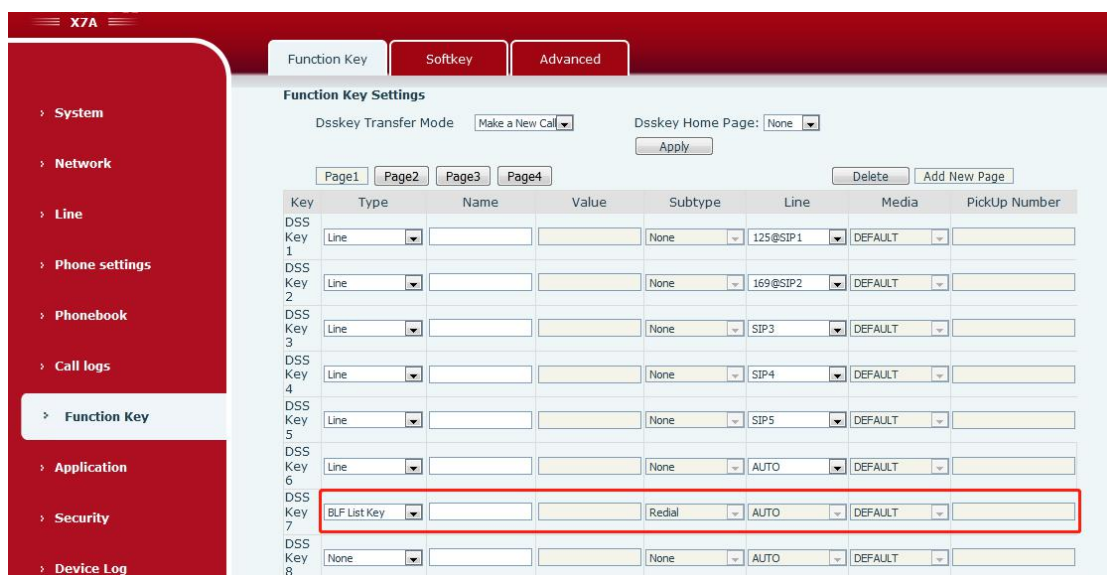 X7A
Function Key Softkey Advanced
Function Key Settings
Dsskey Transfer Mode Make a New Call Dsskey Home Page: None
Apply
Page1 Page2 Page3 Page4 Delete Add New Page
Key Type Name Value Subtype Line Media PickUp Number
DSS Key 1 Line None 125@SIP1 DEFAULT
DSS Key 2 Line None 169@SIP2 DEFAULT
DSS Key 3 Line None SIP3 DEFAULT
DSS Key 4 Line None SIP4 DEFAULT
DSS Key 5 Line None SIP5 DEFAULT
DSS Key 6 Line None AUTO DEFAULT
DSS Key 7 BLF List Key Redial AUTO DEFAULT
DSS Key 8 None None AUTO DEFAULT
› System
› Network
› Line
› Phone settings
› Phonebook
› Call logs
› Function Key
› Application
› Security
› Device Log